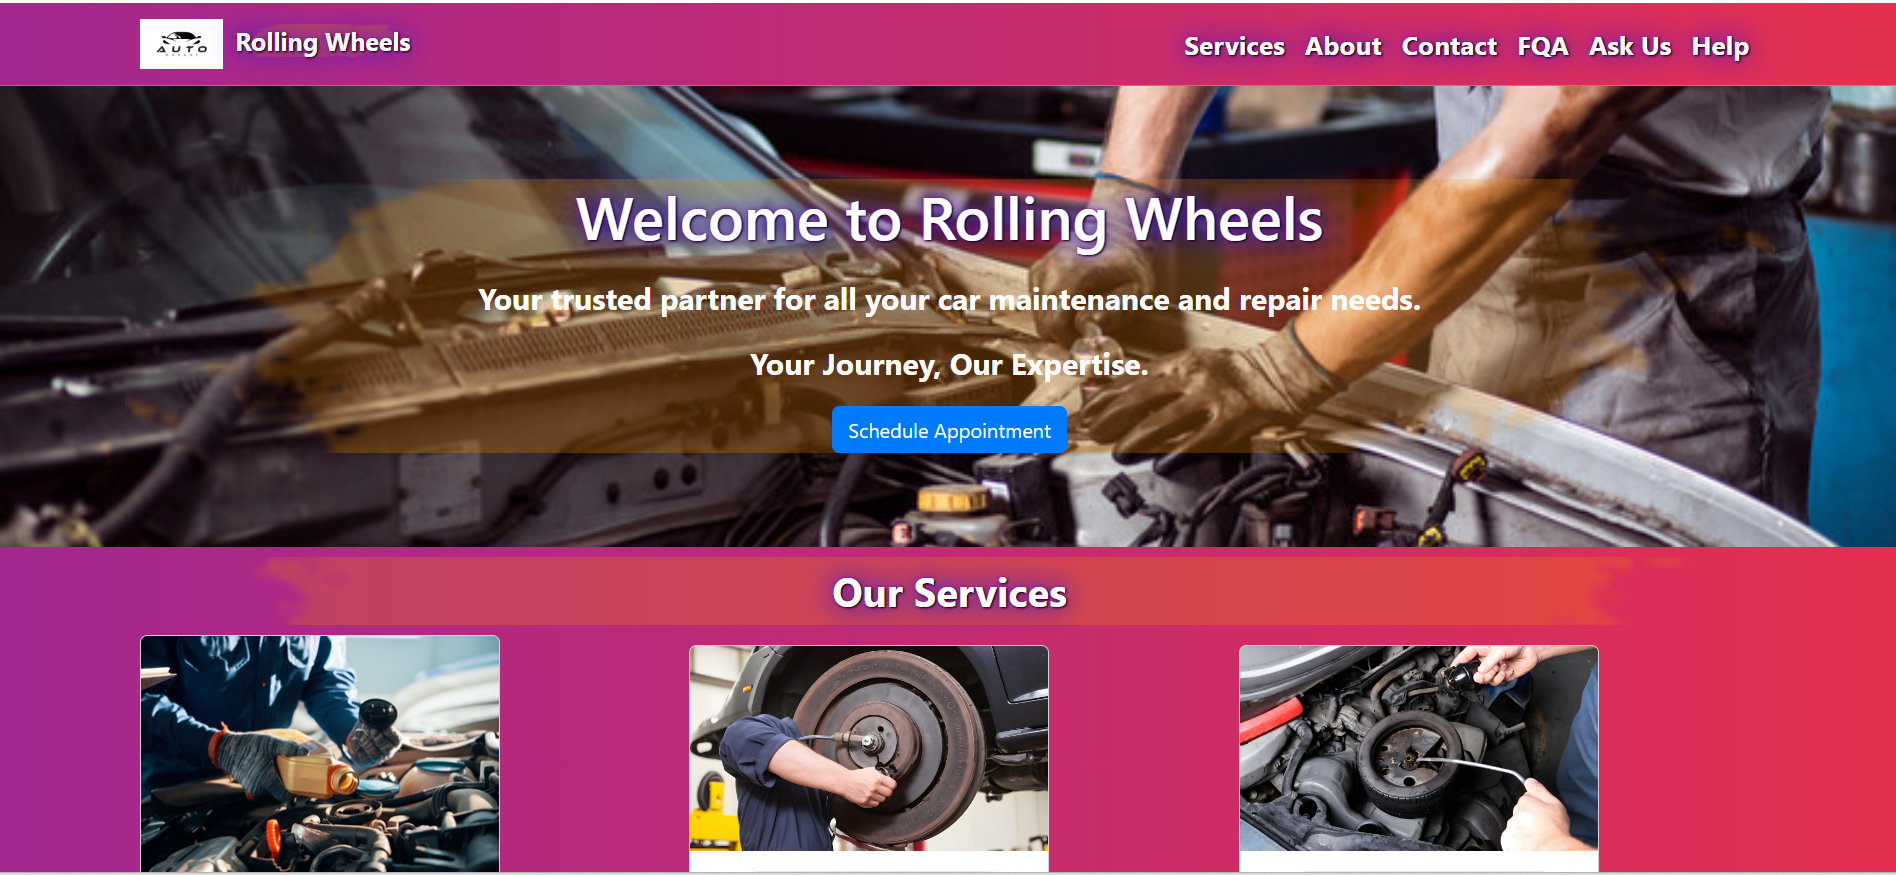 AUTO
Rolling Wheels
Services About Contact FQA Ask Us Help
Welcome to Rolling Wheels
Your trusted partner for all your car maintenance and repair needs.
Your Journey, Our Expertise.
Schedule Appointment
Our Services